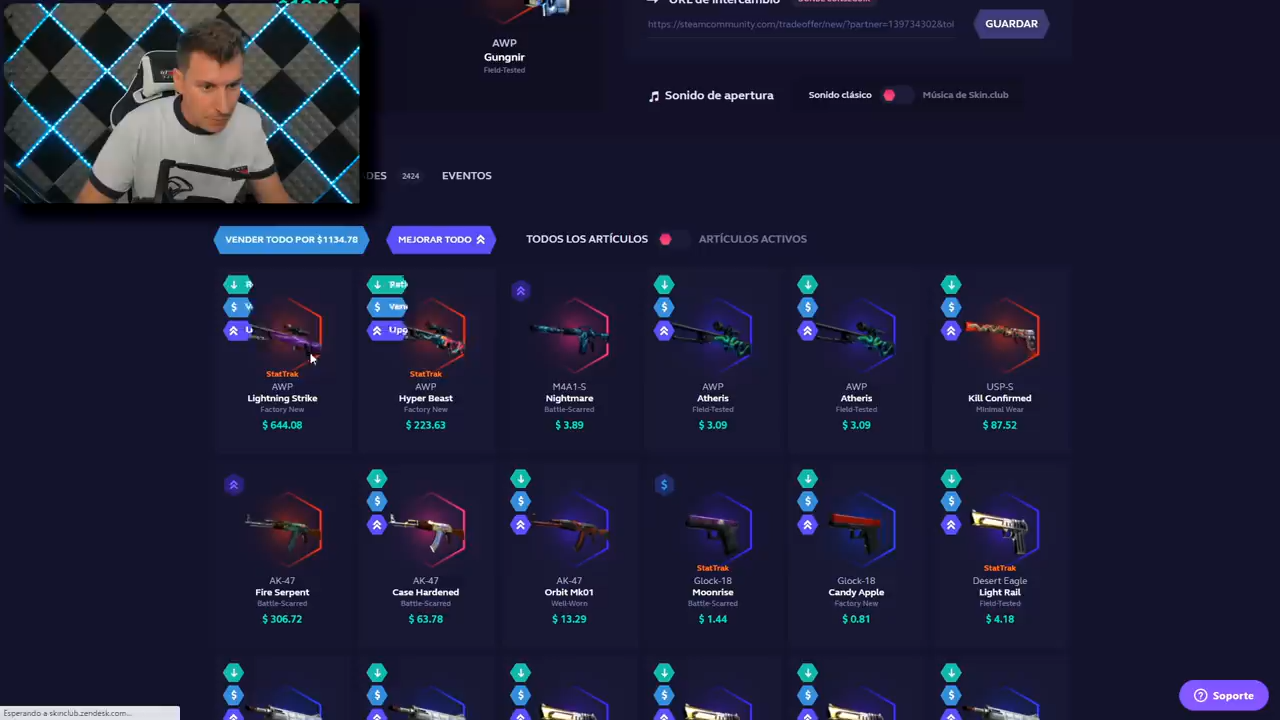 URL de intercambio
AWP
Gungnir
Field-Tested
https://steamcommunity.com/tradeoffer/new/?partner=139734302&tol
GUARDAR
Sonido de apertura
Sonido clásico
Música de Skin.club
DES
2424
EVENTOS
VENDER TODO POR $1134.78
MEJORAR TODO
TODOS LOS ARTÍCULOS
ARTÍCULOS ACTIVOS
StatTrak
AWP
Lightning Strike
Factory New
$ 644.08
StatTrak
AWP
Hyper Beast
Factory New
$ 223.63
M4A1-S
Nightmare
Battle-Scarred
$ 3.89
AWP
Atheris
Field-Tested
$ 3.09
AWP
Atheris
Field-Tested
$ 3.09
USP-S
Kill Confirmed
Minimal Wear
$ 87.52
AK-47
Fire Serpent
Battle-Scarred
$ 306.72
AK-47
Case Hardened
Battle-Scarred
$ 63.78
AK-47
Orbit Mk01
Well-Worn
$ 13.29
StatTrak
Glock-18
Moonrise
Battle-Scarred
$ 1.44
Glock-18
Candy Apple
Factory New
$ 0.81
StatTrak
Desert Eagle
Light Rail
Field-Tested
$ 4.18
Soporte
Esperando a skinclub.zendesk.com...